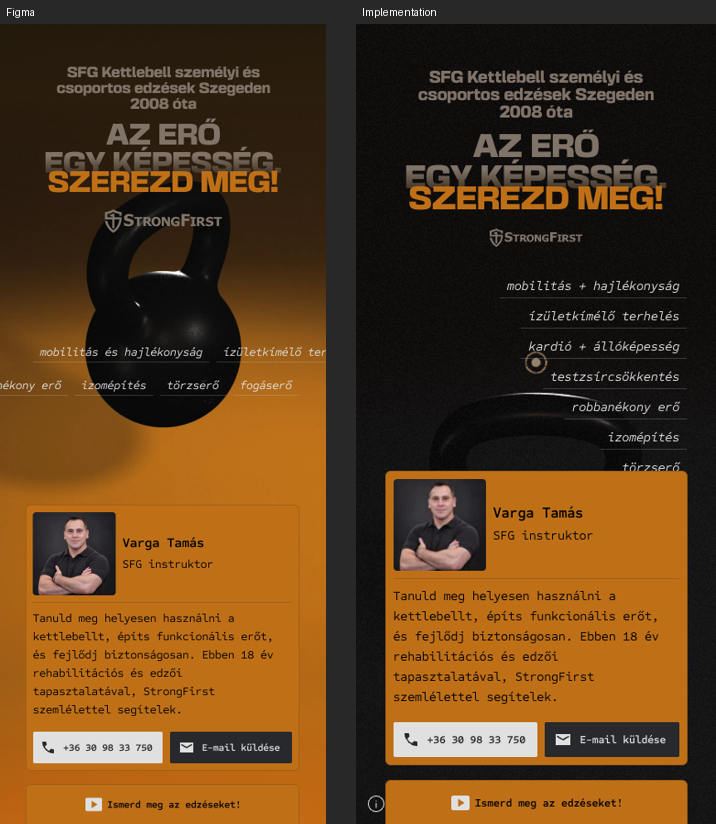 Figma
SFG Kettlebell személyi és
csoportos edzések Szegeden
2008 óta
AZ ERŐ
EGY KÉPESSÉG.
SZEREZD MEG!
STRONGFIRST
mobilitás és hajlékonyság ízületkímélő ter
nékony erő izomépítés törzserő fogáserő
Varga Tamás
SFG instruktor
Tanuld meg helyesen használni a
kettlebellt, építs funkcionális erőt,
és fejlődj biztonságosan. Ebben 18 év
rehabilitációs és edzői
tapasztalatával, StrongFirst
szemlélettel segítelek.
+36 30 98 33 750 E-mail küldése
Ismerd meg az edzéseket!
Implementation
SFG Kettlebell személyi és
csoportos edzések Szegeden
2008 óta
AZ ERŐ
EGY KÉPESSÉG.
SZEREZD MEG!
STRONGFIRST
mobilitás + hajlékonyság
ízületkímélő terhelés
kardió + állóképesség
testzsírcsökkentés
robbanékony erő
izomépítés
törzserő
Varga Tamás
SFG instruktor
Tanuld meg helyesen használni a
kettlebellt, építs funkcionális erőt,
és fejlődj biztonságosan. Ebben 18 év
rehabilitációs és edzői
tapasztalatával, StrongFirst
szemlélettel segítelek.
+36 30 98 33 750 E-mail küldése
Ismerd meg az edzéseket!